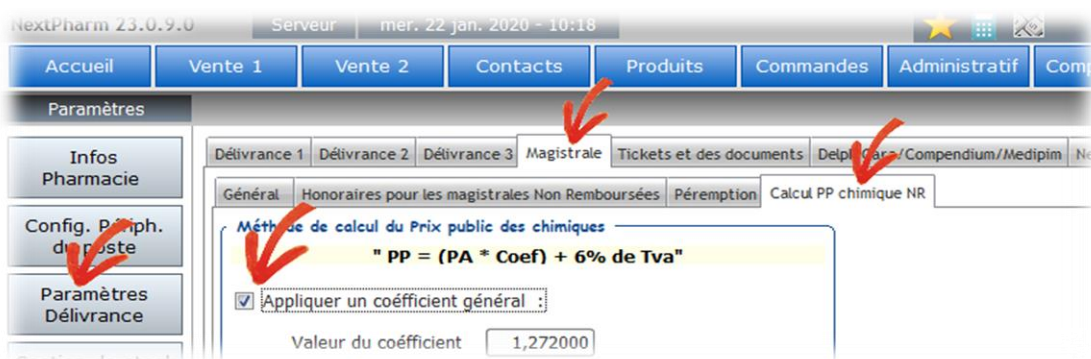 NextPharm 23.0.9.0 Serveur mer. 22 jan. 2020 - 10:18
Accueil Vente 1 Vente 2 Contacts Produits Commandes Administratif
Paramètres
Infos
Pharmacie
Délivrance 1 Délivrance 2 Délivrance 3 Magistrale Tickets et des documents /Compendium/Medipim
Général Honoraires pour les magistrales Non Remboursées Péremption Calcul PP chimique NR
Config. Périph.
du poste
Méthode de calcul du Prix public des chimiques
" PP = (PA * Coef) + 6% de Tva"
Paramètres
Délivrance
Appliquer un coéfficient général :
Valeur du coéfficient 1,272000